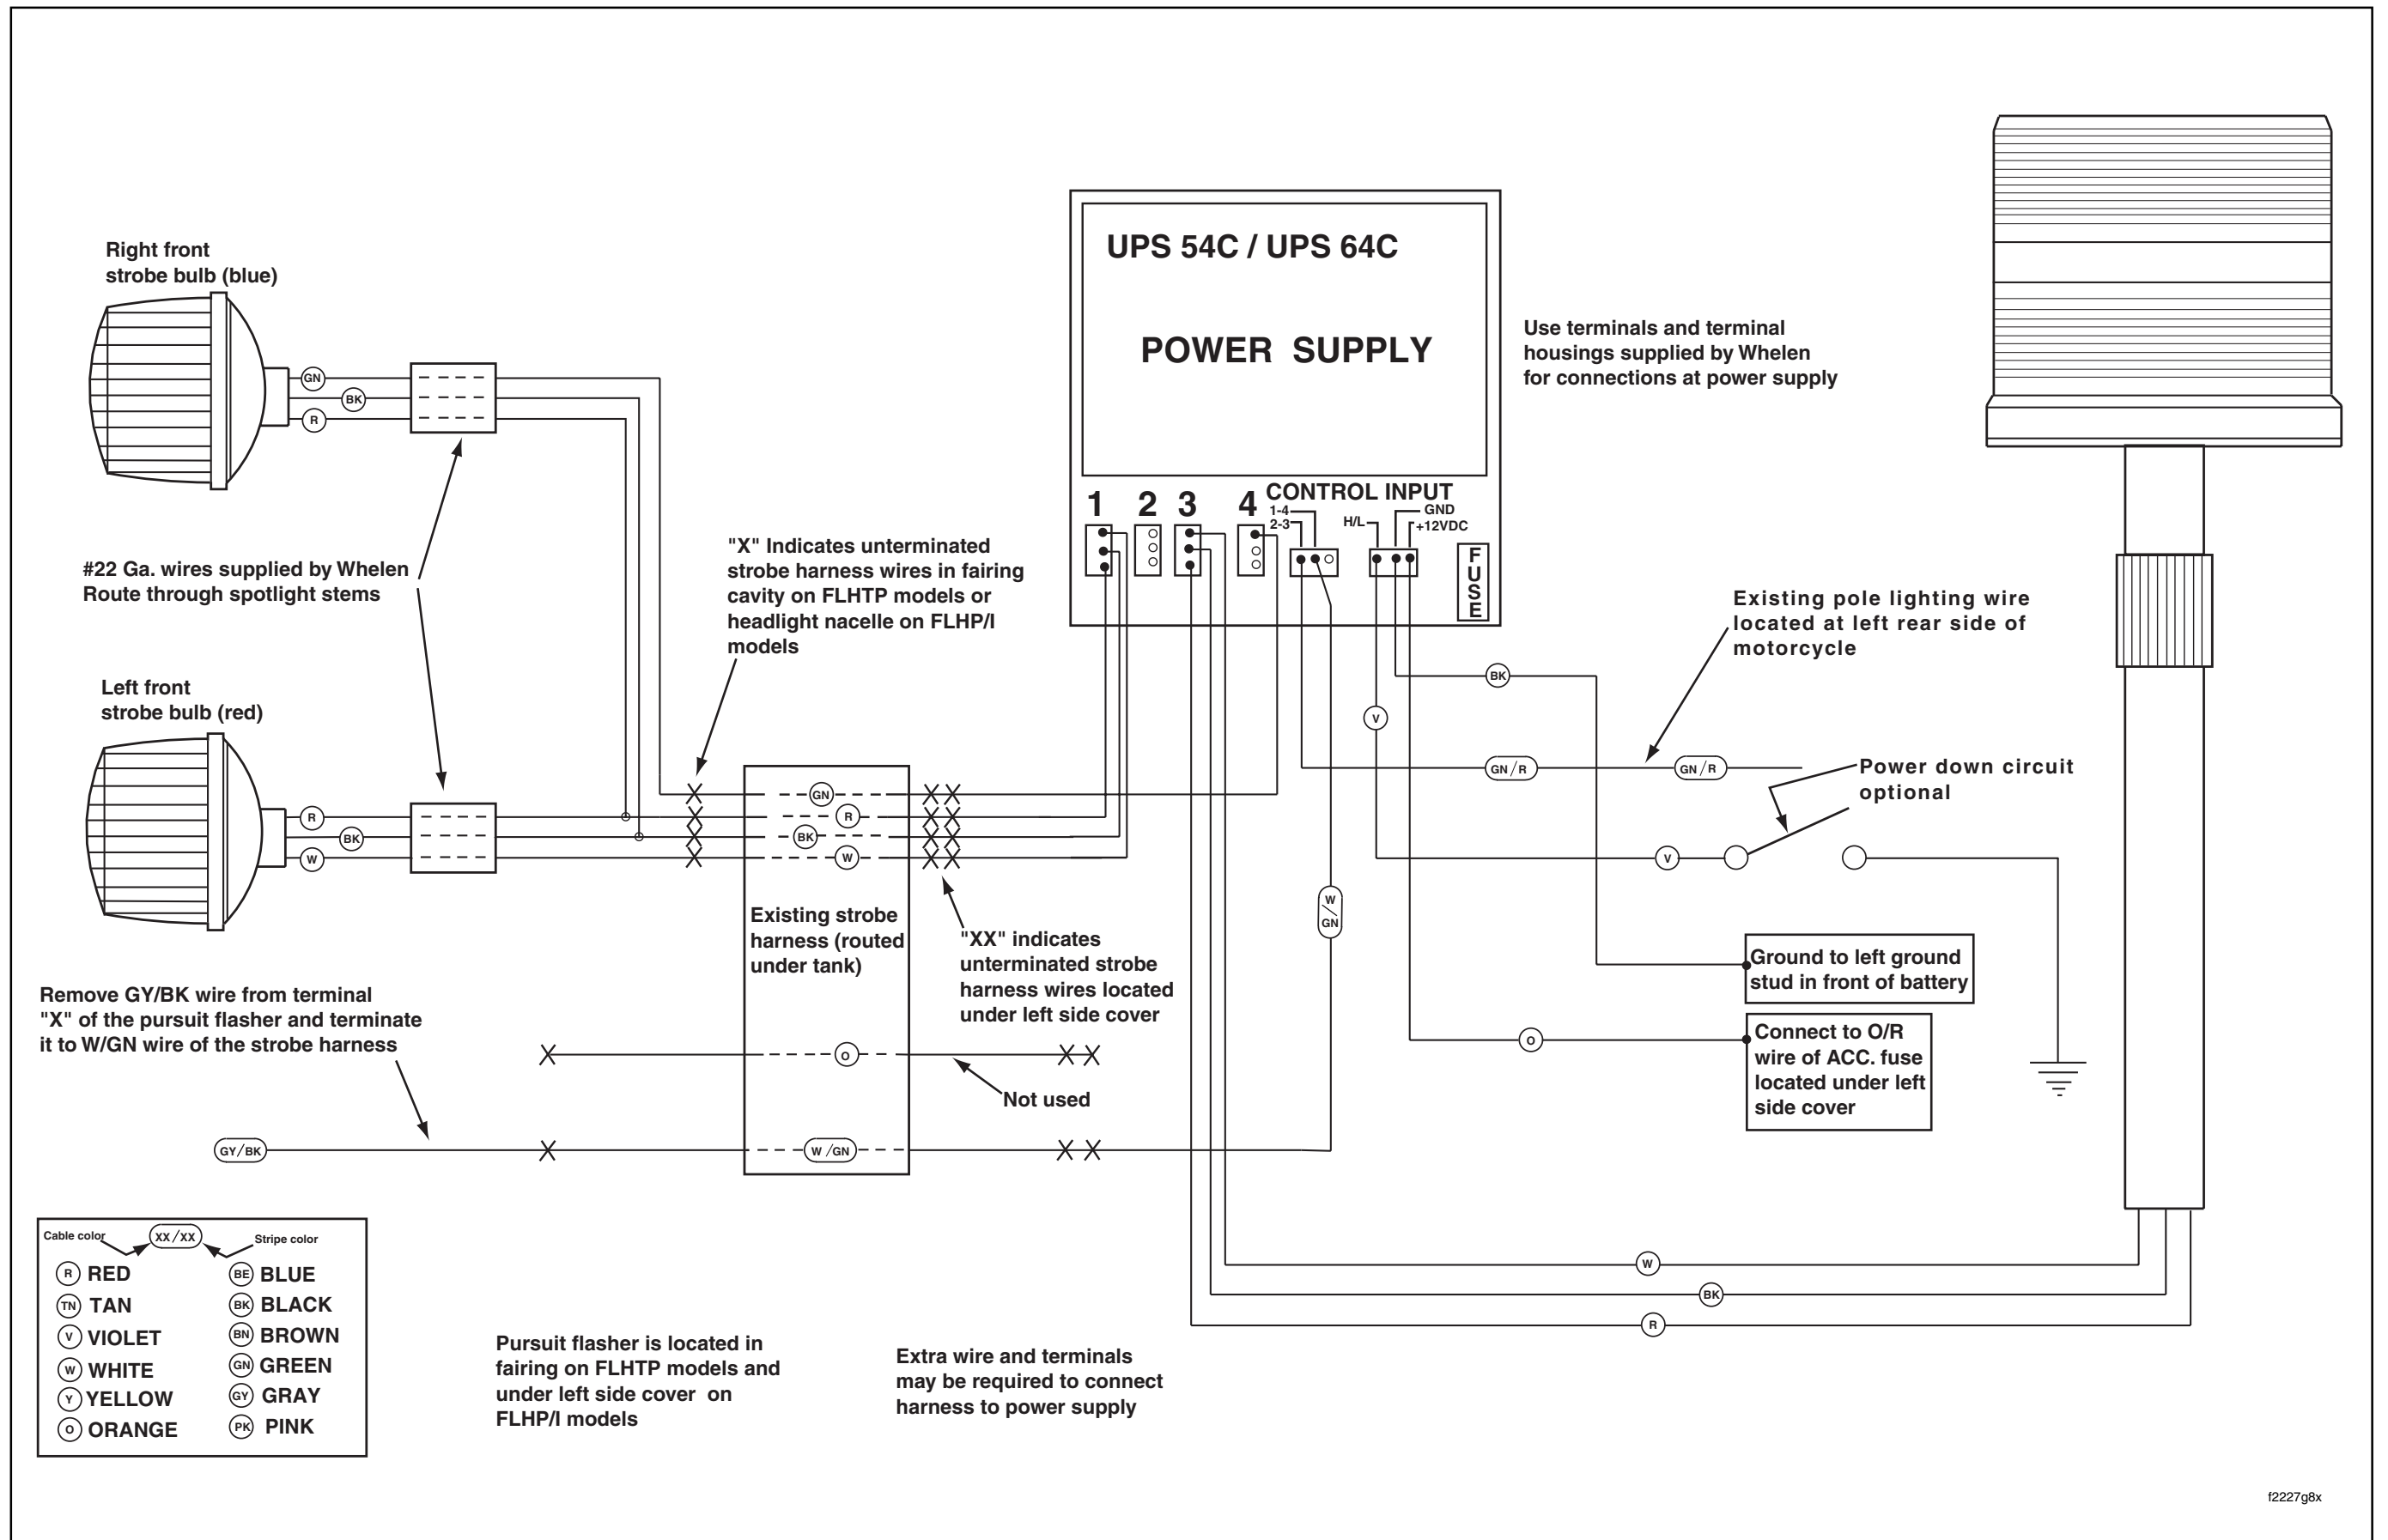 UPS 54C / UPS 64C
POWER SUPPLY
Right front
strobe bulb (blue)
Use terminals and terminal
housings supplied by Whelen
for connections at power supply
GN
BK
R
1
2
3
4
CONTROL INPUT
1-4
2-3
H/L
GND
+12VDC
F
U
S
E
#22 Ga. wires supplied by Whelen
Route through spotlight stems
"X" Indicates unterminated
strobe harness wires in fairing
cavity on FLHTP models or
headlight nacelle on FLHP/I
models
Existing pole lighting wire
located at left rear side of
motorcycle
Left front
strobe bulb (red)
BK
V
GN/R
GN/R
Power down circuit
optional
R
BK
W
GN
R
BK
W
V
W/GN
Existing strobe
harness (routed
under tank)
"XX" indicates
unterminated strobe
harness wires located
under left side cover
Ground to left ground
stud in front of battery
Remove GY/BK wire from terminal
"X" of the pursuit flasher and terminate
it to W/GN wire of the strobe harness
O
Not used
O
Connect to O/R
wire of ACC. fuse
located under left
side cover
GY/BK
W/GN
W
BK
R
Cable color
XX/XX
Stripe color
R RED
BE BLUE
TN TAN
BK BLACK
V VIOLET
BN BROWN
W WHITE
GN GREEN
Y YELLOW
GY GRAY
O ORANGE
PK PINK
Pursuit flasher is located in
fairing on FLHTP models and
under left side cover on
FLHP/I models
Extra wire and terminals
may be required to connect
harness to power supply
f2227g8x